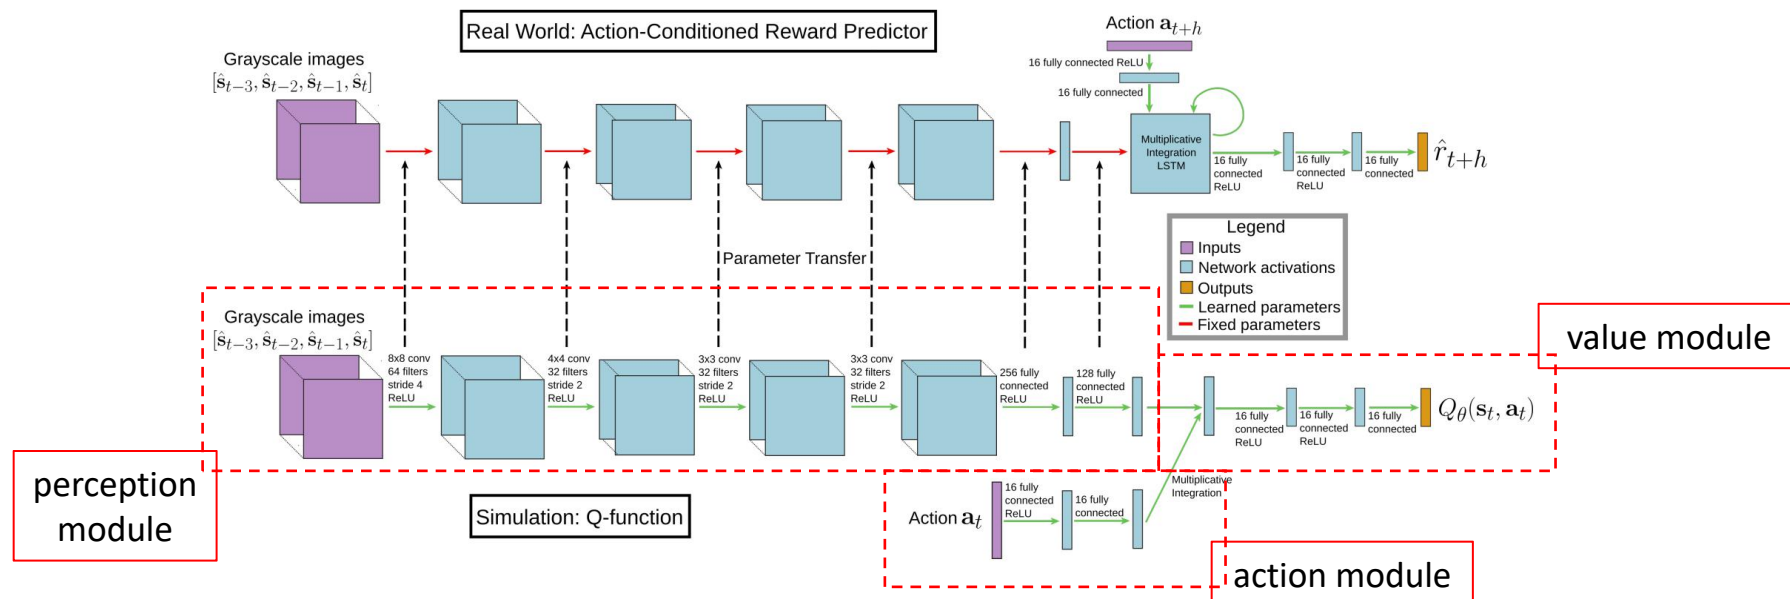 Real World: Action-Conditioned Reward Predictor
Action a_{t+h}
Grayscale images
[ŝ_{t−3}, ŝ_{t−2}, ŝ_{t−1}, ŝ_t]
16 fully connected ReLU
16 fully connected
Multiplicative
Integration
LSTM
16 fully
connected
ReLU
16 fully
connected
ReLU
16 fully
connected
r̂_{t+h}
Parameter Transfer
Legend
Inputs
Network activations
Outputs
Learned parameters
Fixed parameters
value module
Grayscale images
[ŝ_{t−3}, ŝ_{t−2}, ŝ_{t−1}, ŝ_t]
8x8 conv
64 filters
stride 4
ReLU
4x4 conv
32 filters
stride 2
ReLU
3x3 conv
32 filters
stride 2
ReLU
3x3 conv
32 filters
stride 2
ReLU
256 fully
connected
ReLU
128 fully
connected
ReLU
16 fully
connected
ReLU
16 fully
connected
ReLU
16 fully
connected
Q_θ(s_t, a_t)
perception
module
Simulation: Q-function
Action a_t
16 fully
connected
ReLU
16 fully
connected
Multiplicative
Integration
action module